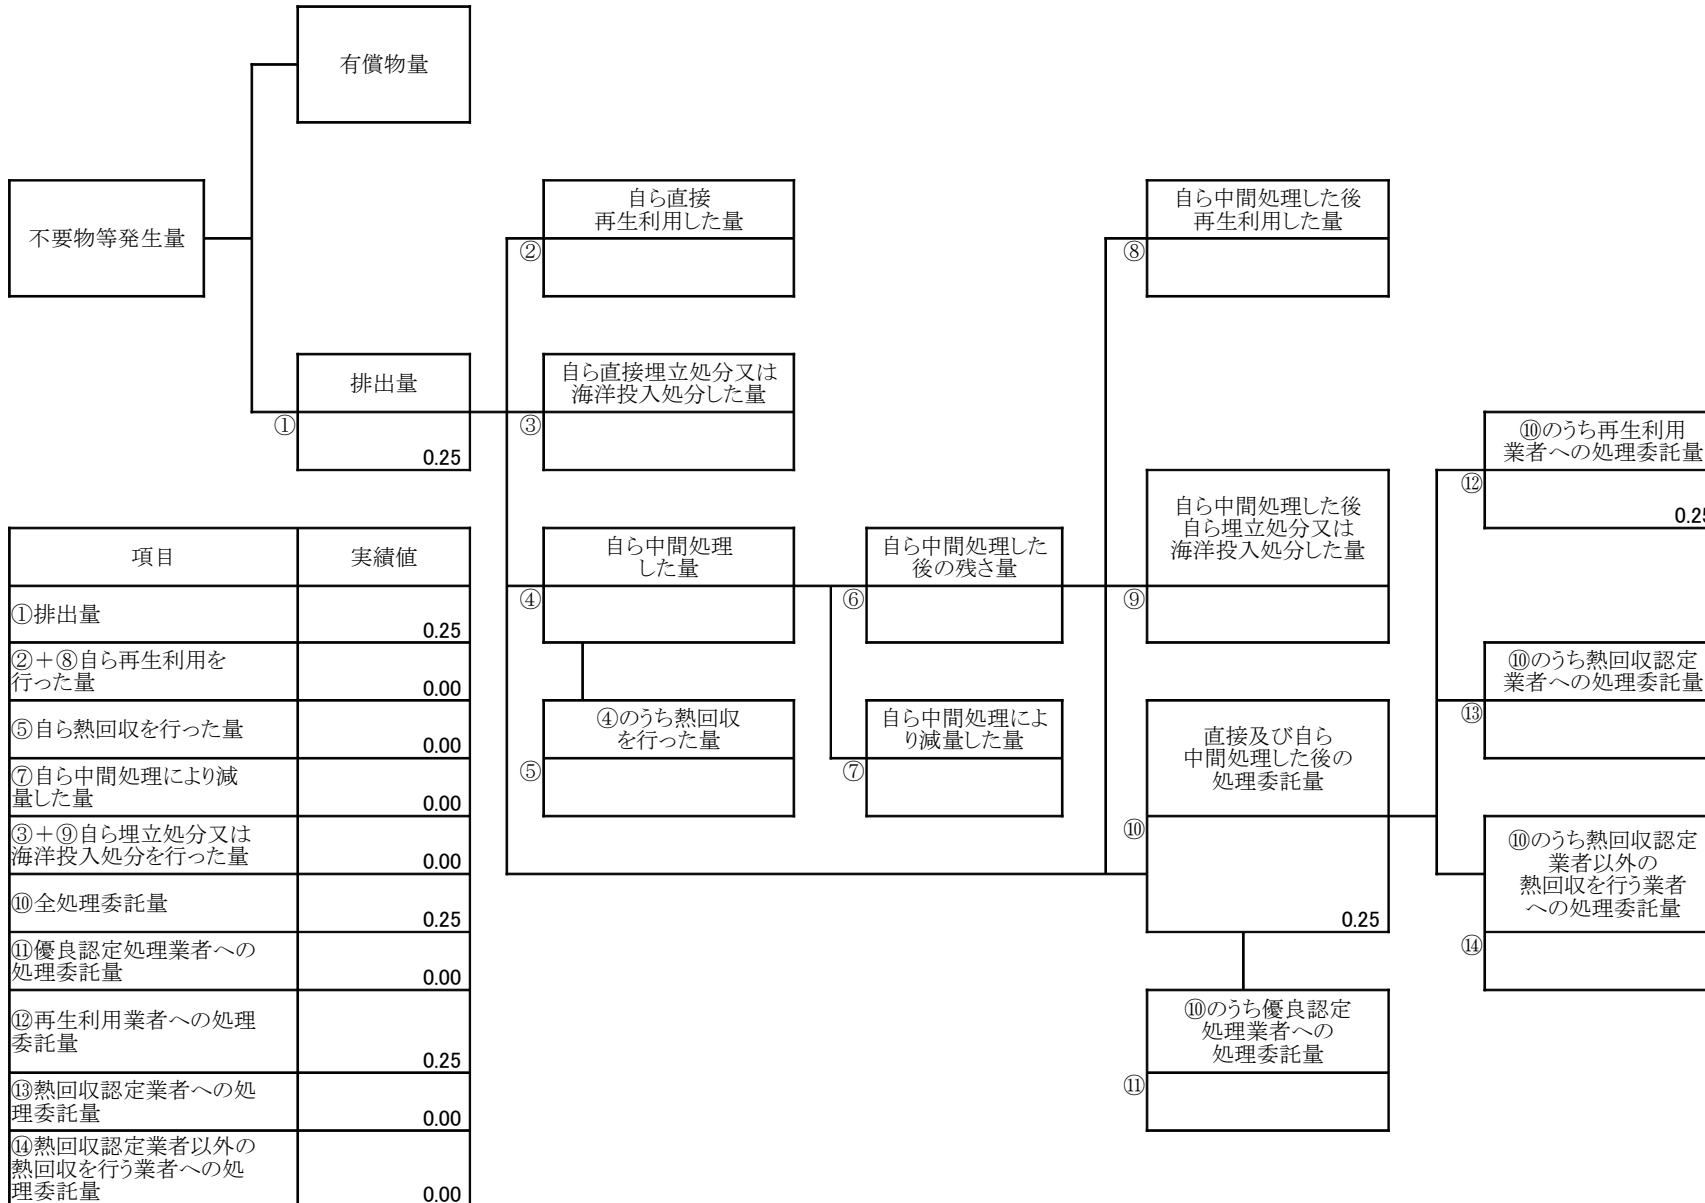 有償物量
不要物等発生量
自ら直接
再生利用した量
②
自ら中間処理した後
再生利用した量
⑧
排出量
①
0.25
自ら直接埋立処分又は
海洋投入処分した量
③
⑩のうち再生利用
業者への処理委託量
⑫
0.25
自ら中間処理
した量
④
自ら中間処理した
後の残さ量
⑥
自ら中間処理した後
自ら埋立処分又は
海洋投入処分した量
⑨
④のうち熱回収
を行った量
⑤
自ら中間処理によ
り減量した量
⑦
直接及び自ら
中間処理した後の
処理委託量
⑩
0.25
⑩のうち熱回収認定
業者への処理委託量
⑬
⑩のうち熱回収認定
業者以外の
熱回収を行う業者
への処理委託量
⑭
⑩のうち優良認定
処理業者への
処理委託量
⑪
項目 実績値
①排出量 0.25
②+⑧自ら再生利用を
行った量 0.00
⑤自ら熱回収を行った量 0.00
⑦自ら中間処理により減
量した量 0.00
③+⑨自ら埋立処分又は
海洋投入処分を行った量 0.00
⑩全処理委託量 0.25
⑪優良認定処理業者への
処理委託量 0.00
⑫再生利用業者への処理
委託量 0.25
⑬熱回収認定業者への処
理委託量 0.00
⑭熱回収認定業者以外の
熱回収を行う業者への処
理委託量 0.00